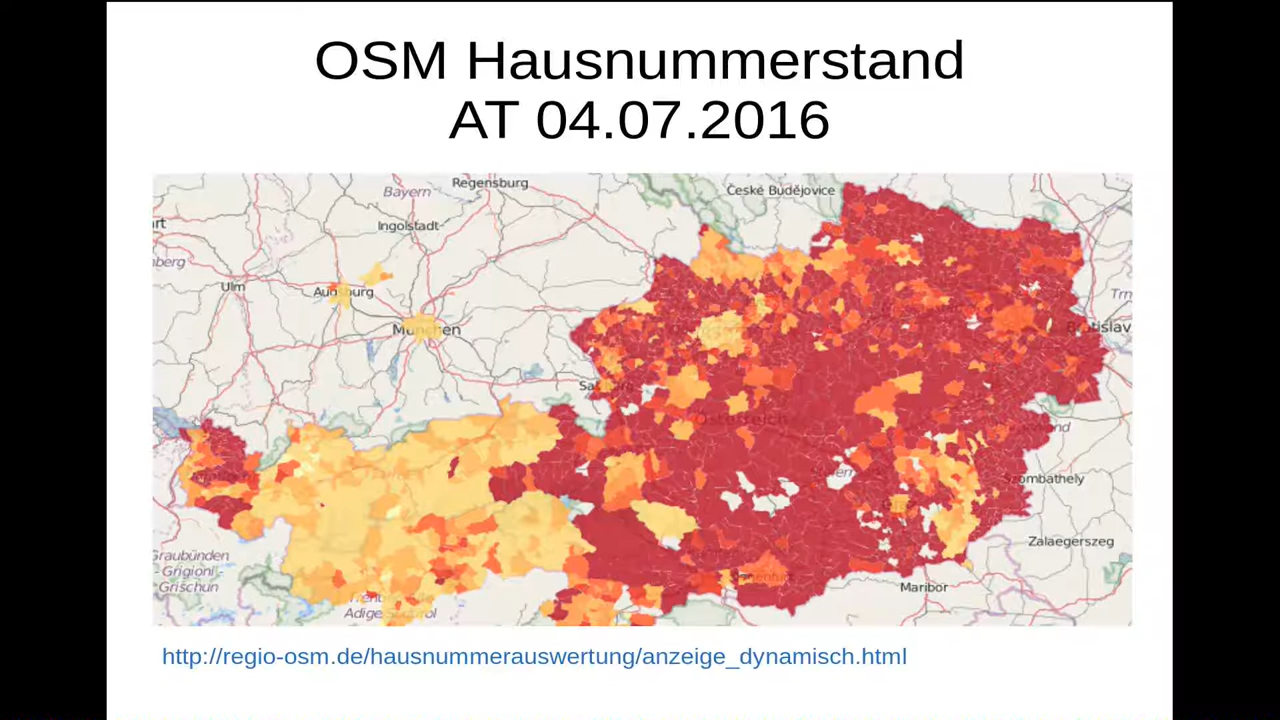 OSM Hausnummerstand
AT 04.07.2016
České Budějovice
Regensburg
Bayern
Ingolstadt
Ulm
Augsburg
München
Graubünden
- Grigioni -
Grischun
Szombathely
Zalaegerszeg
Maribor
http://regio-osm.de/hausnummerauswertung/anzeige_dynamisch.html